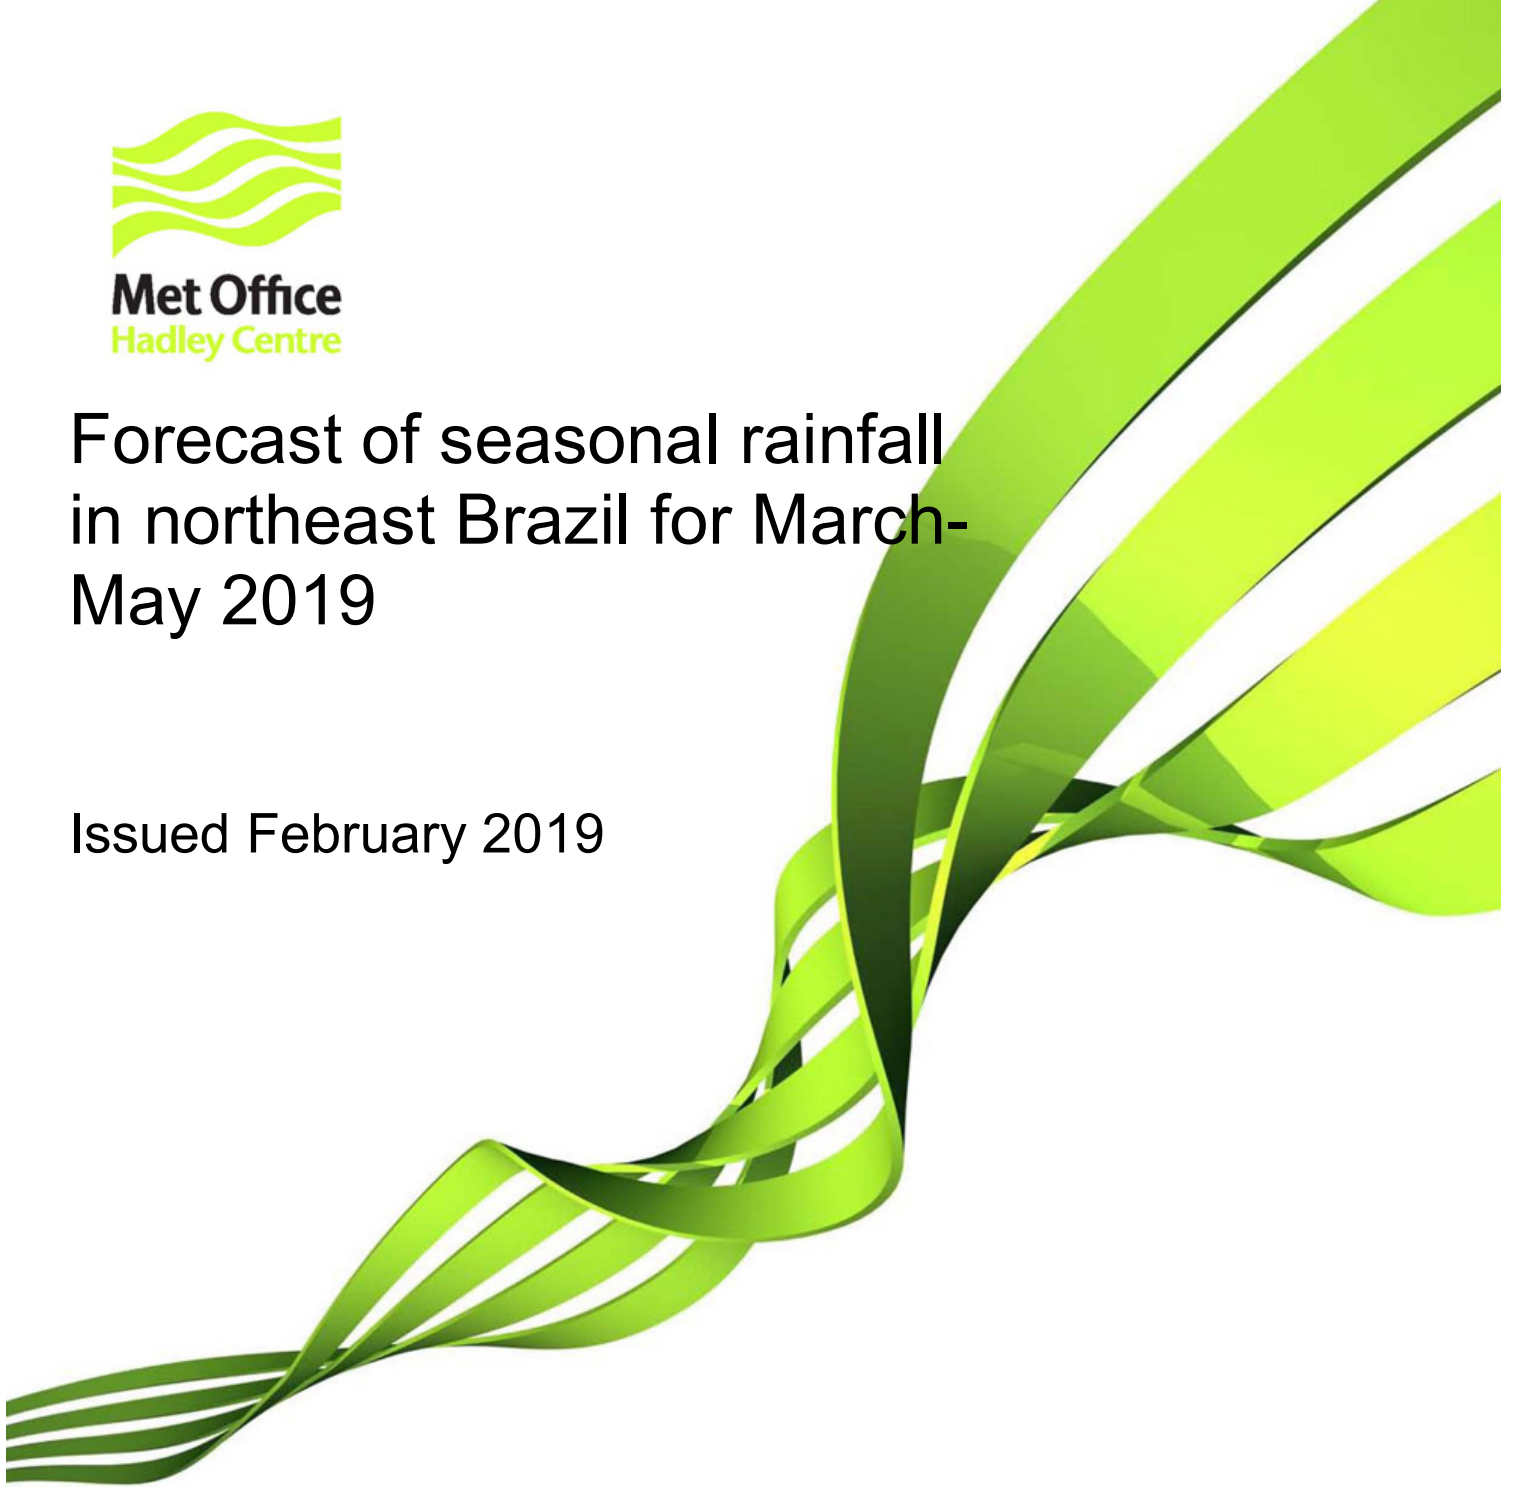 Met Office
Hadley Centre
Forecast of seasonal rainfall
in northeast Brazil for March-
May 2019
Issued February 2019